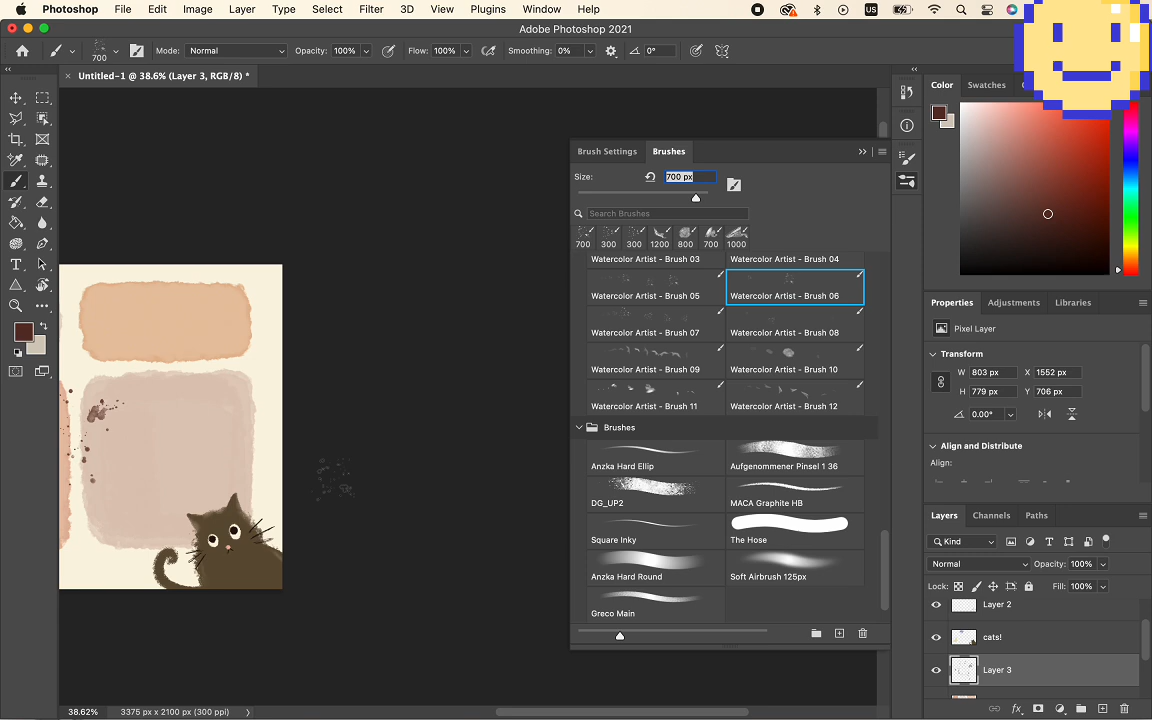 Photoshop File Edit Image Layer Type Select Filter 3D View Plugins Window Help US
Adobe Photoshop 2021
700 Mode: Normal Opacity: 100% Flow: 100% Smoothing: 0% 0°
Untitled-1 @ 38.6% (Layer 3, RGB/8) *
Color Swatches
Brush Settings Brushes
Size: 700 px
Search Brushes
700 300 300 1200 800 700 1000
Watercolor Artist - Brush 03 Watercolor Artist - Brush 04
Watercolor Artist - Brush 05 Watercolor Artist - Brush 06
Watercolor Artist - Brush 07 Watercolor Artist - Brush 08
Watercolor Artist - Brush 09 Watercolor Artist - Brush 10
Watercolor Artist - Brush 11 Watercolor Artist - Brush 12
Brushes
Anzka Hard Ellip Aufgenommener Pinsel 1 36
DG_UP2 MACA Graphite HB
Square Inky The Hose
Anzka Hard Round Soft Airbrush 125px
Greco Main
Properties Adjustments Libraries
Pixel Layer
Transform
W 803 px X 1552 px
H 779 px Y 706 px
0.00°
Align and Distribute
Align:
Layers Channels Paths
Kind
Normal Opacity: 100%
Lock: Fill: 100%
Layer 2
cats!
Layer 3
fx
38.62% 3375 px x 2100 px (300 ppi)